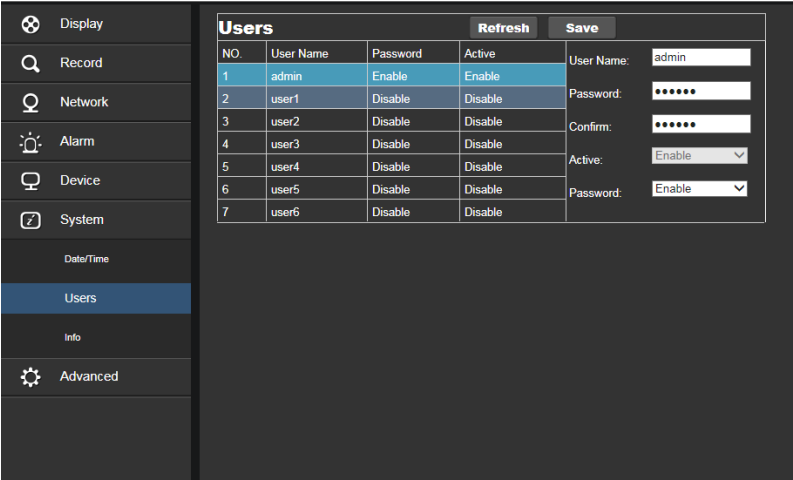 Display
Record
Network
Alarm
Device
System
Date/Time
Users
Info
Advanced
Users Refresh Save
NO. User Name Password Active
1 admin Enable Enable
2 user1 Disable Disable
3 user2 Disable Disable
4 user3 Disable Disable
5 user4 Disable Disable
6 user5 Disable Disable
7 user6 Disable Disable
User Name: admin
Password: ••••••
Confirm: ••••••
Active: Enable
Password: Enable